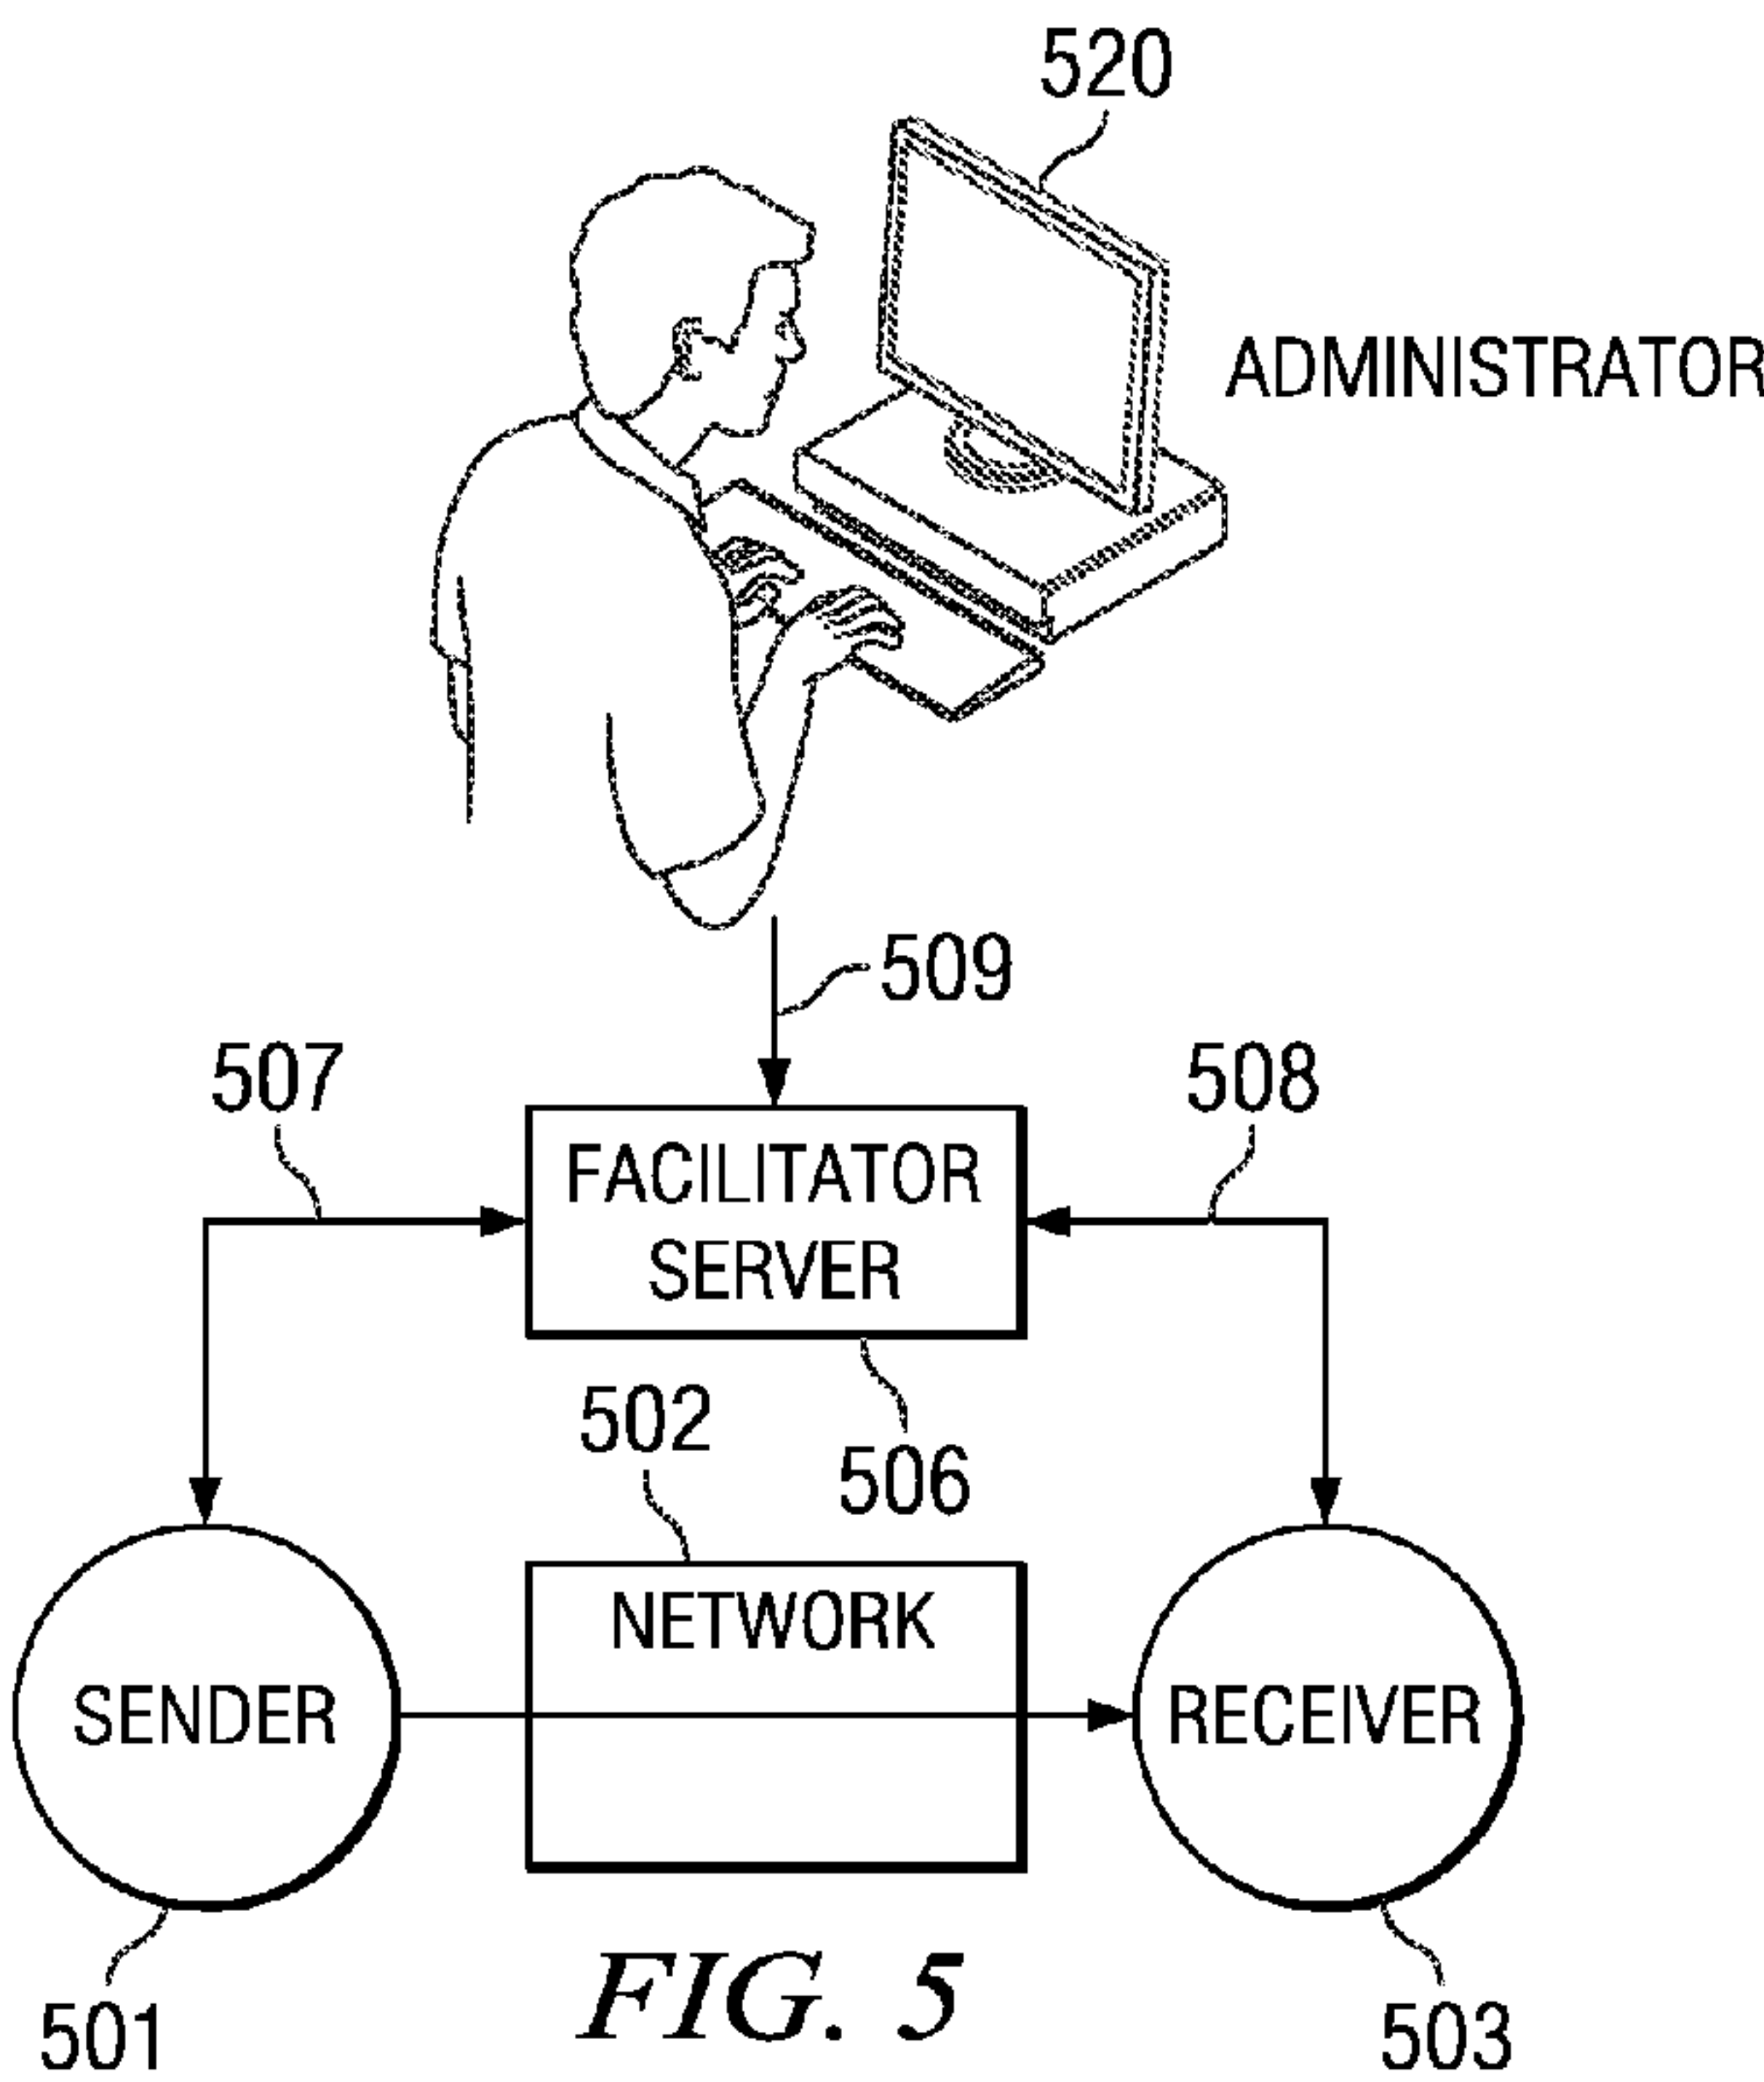 520
ADMINISTRATOR
509
507
508
FACILITATOR
SERVER
502
506
NETWORK
SENDER
RECEIVER
501
FIG. 5
503